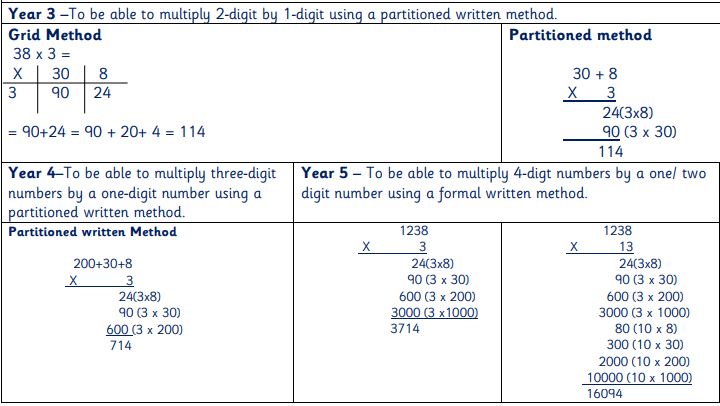 Year 3 –To be able to multiply 2-digit by 1-digit using a partitioned written method.
Grid Method
38 x 3 =
X 30 8
3 90 24
= 90+24 = 90 + 20+ 4 = 114
Partitioned method
30 + 8
X 3
24(3x8)
90 (3 x 30)
114
Year 4–To be able to multiply three-digit
numbers by a one-digit number using a
partitioned written method.
Year 5 – To be able to multiply 4-digt numbers by a one/ two
digit number using a formal written method.
Partitioned written Method
200+30+8
X 3
24(3x8)
90 (3 x 30)
600 (3 x 200)
714
1238
X 3
24(3x8)
90 (3 x 30)
600 (3 x 200)
3000 (3 x1000)
3714
1238
X 13
24(3x8)
90 (3 x 30)
600 (3 x 200)
3000 (3 x 1000)
80 (10 x 8)
300 (10 x 30)
2000 (10 x 200)
10000 (10 x 1000)
16094